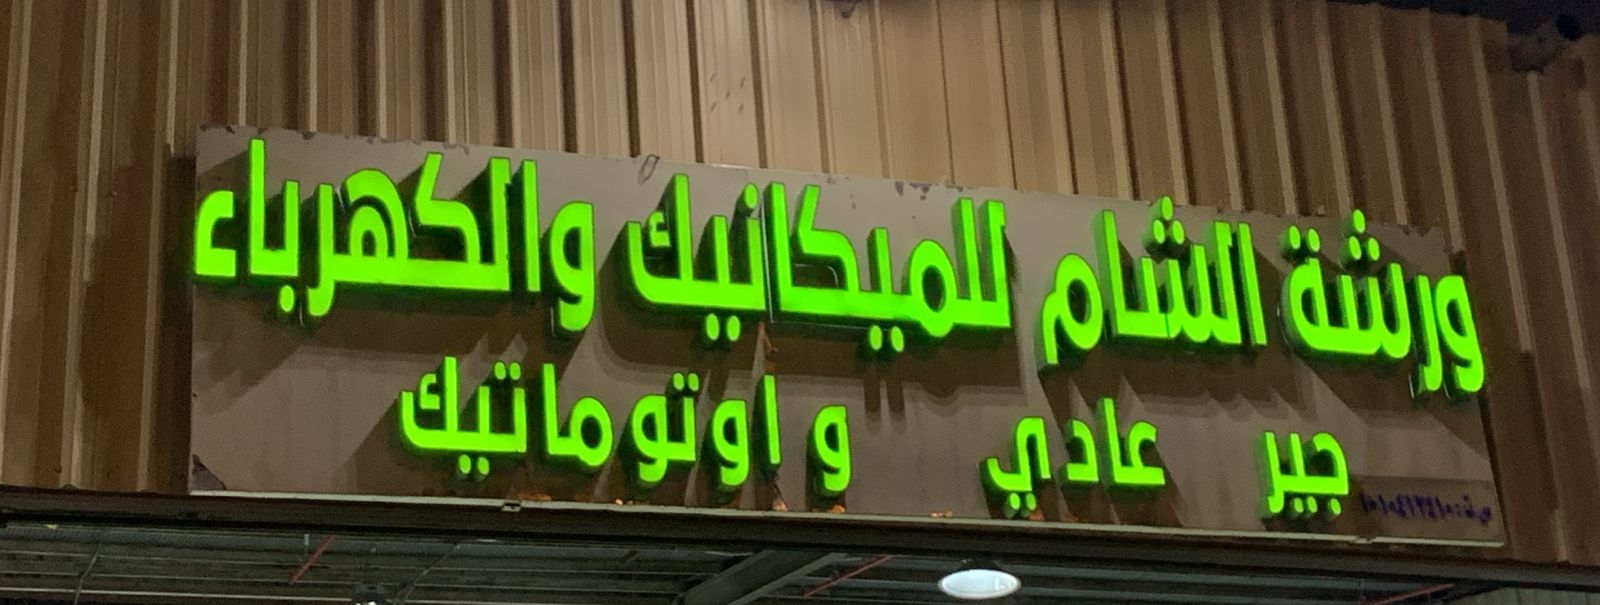 ورشة الشام للميكانيك والكهرباء
جير عادي و اوتوماتيك